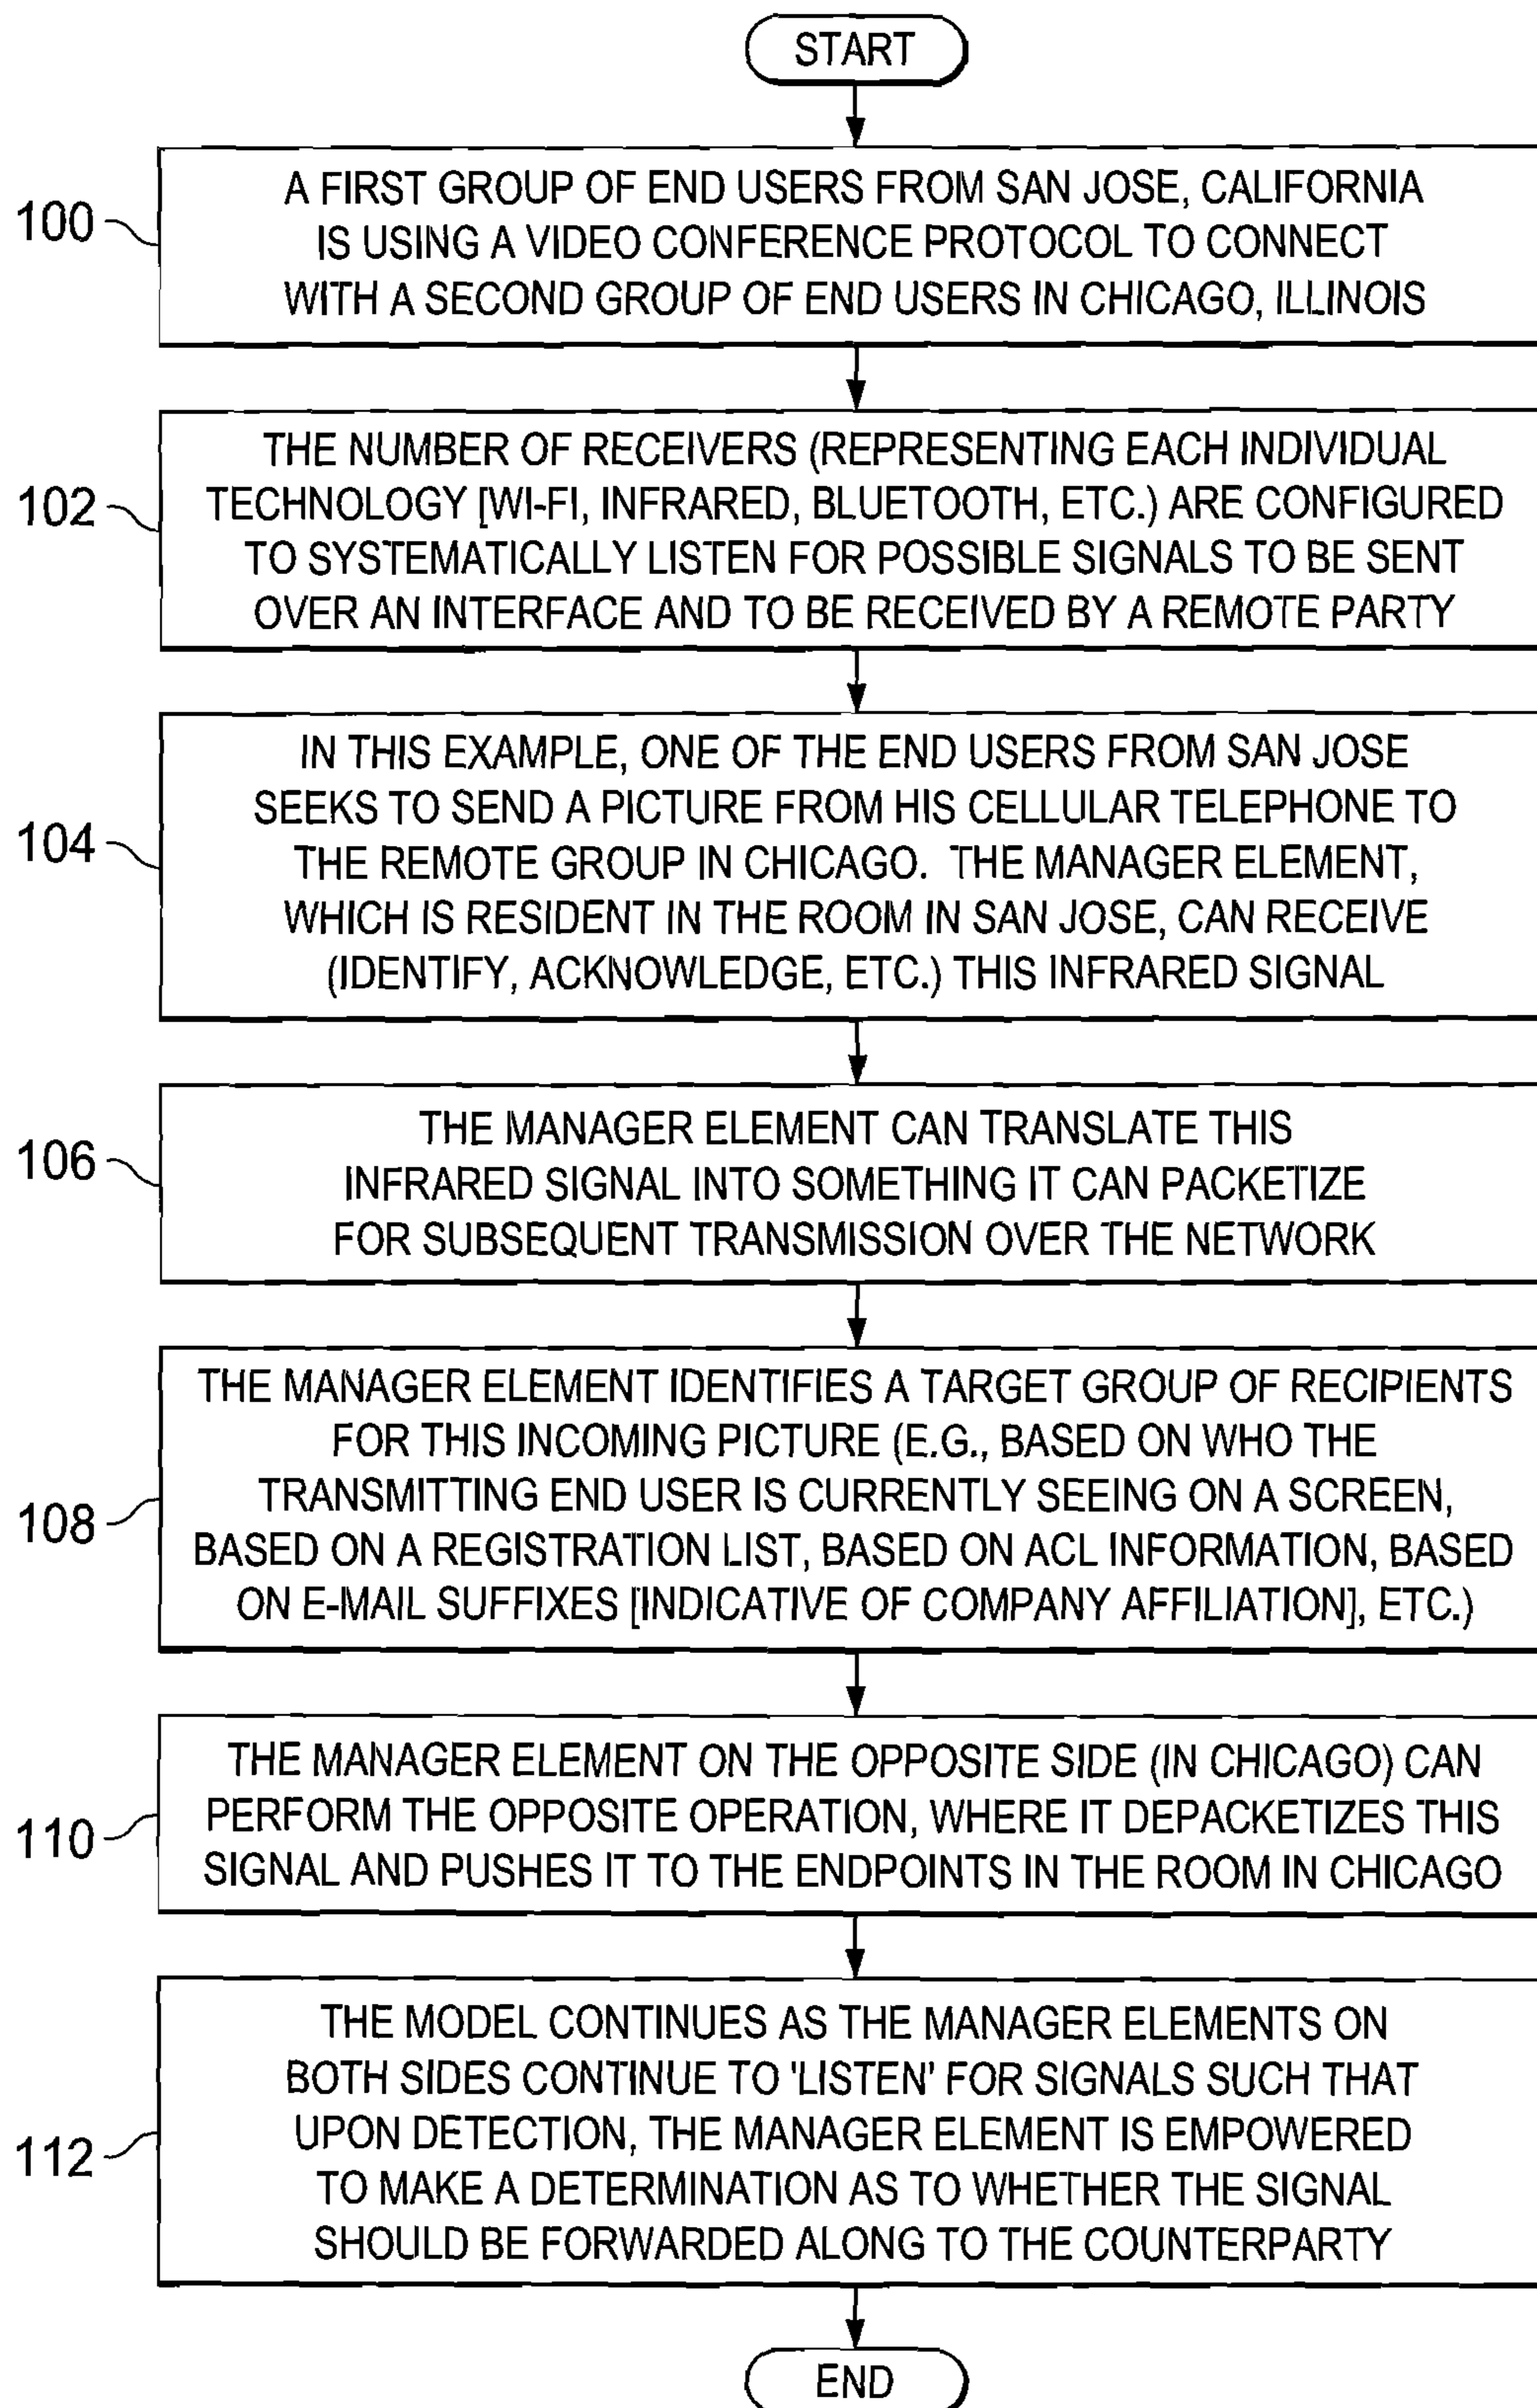 START
100
A FIRST GROUP OF END USERS FROM SAN JOSE, CALIFORNIA
IS USING A VIDEO CONFERENCE PROTOCOL TO CONNECT
WITH A SECOND GROUP OF END USERS IN CHICAGO, ILLINOIS
102
THE NUMBER OF RECEIVERS (REPRESENTING EACH INDIVIDUAL
TECHNOLOGY [WI-FI, INFRARED, BLUETOOTH, ETC.) ARE CONFIGURED
TO SYSTEMATICALLY LISTEN FOR POSSIBLE SIGNALS TO BE SENT
OVER AN INTERFACE AND TO BE RECEIVED BY A REMOTE PARTY
104
IN THIS EXAMPLE, ONE OF THE END USERS FROM SAN JOSE
SEEKS TO SEND A PICTURE FROM HIS CELLULAR TELEPHONE TO
THE REMOTE GROUP IN CHICAGO. THE MANAGER ELEMENT,
WHICH IS RESIDENT IN THE ROOM IN SAN JOSE, CAN RECEIVE
(IDENTIFY, ACKNOWLEDGE, ETC.) THIS INFRARED SIGNAL
106
THE MANAGER ELEMENT CAN TRANSLATE THIS
INFRARED SIGNAL INTO SOMETHING IT CAN PACKETIZE
FOR SUBSEQUENT TRANSMISSION OVER THE NETWORK
108
THE MANAGER ELEMENT IDENTIFIES A TARGET GROUP OF RECIPIENTS
FOR THIS INCOMING PICTURE (E.G., BASED ON WHO THE
TRANSMITTING END USER IS CURRENTLY SEEING ON A SCREEN,
BASED ON A REGISTRATION LIST, BASED ON ACL INFORMATION, BASED
ON E-MAIL SUFFIXES [INDICATIVE OF COMPANY AFFILIATION], ETC.)
110
THE MANAGER ELEMENT ON THE OPPOSITE SIDE (IN CHICAGO) CAN
PERFORM THE OPPOSITE OPERATION, WHERE IT DEPACKETIZES THIS
SIGNAL AND PUSHES IT TO THE ENDPOINTS IN THE ROOM IN CHICAGO
112
THE MODEL CONTINUES AS THE MANAGER ELEMENTS ON
BOTH SIDES CONTINUE TO 'LISTEN' FOR SIGNALS SUCH THAT
UPON DETECTION, THE MANAGER ELEMENT IS EMPOWERED
TO MAKE A DETERMINATION AS TO WHETHER THE SIGNAL
SHOULD BE FORWARDED ALONG TO THE COUNTERPARTY
END